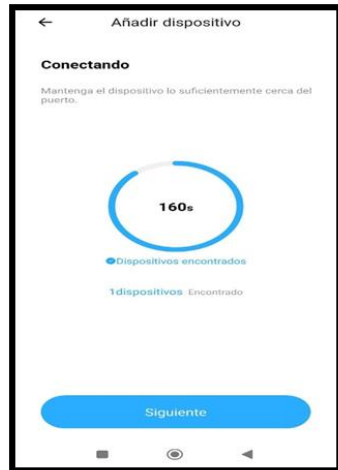 Añadir dispositivo
Conectando
Mantenga el dispositivo lo suficientemente cerca del
puerto.
160s
Dispositivos encontrados
1dispositivos Encontrado
Siguiente